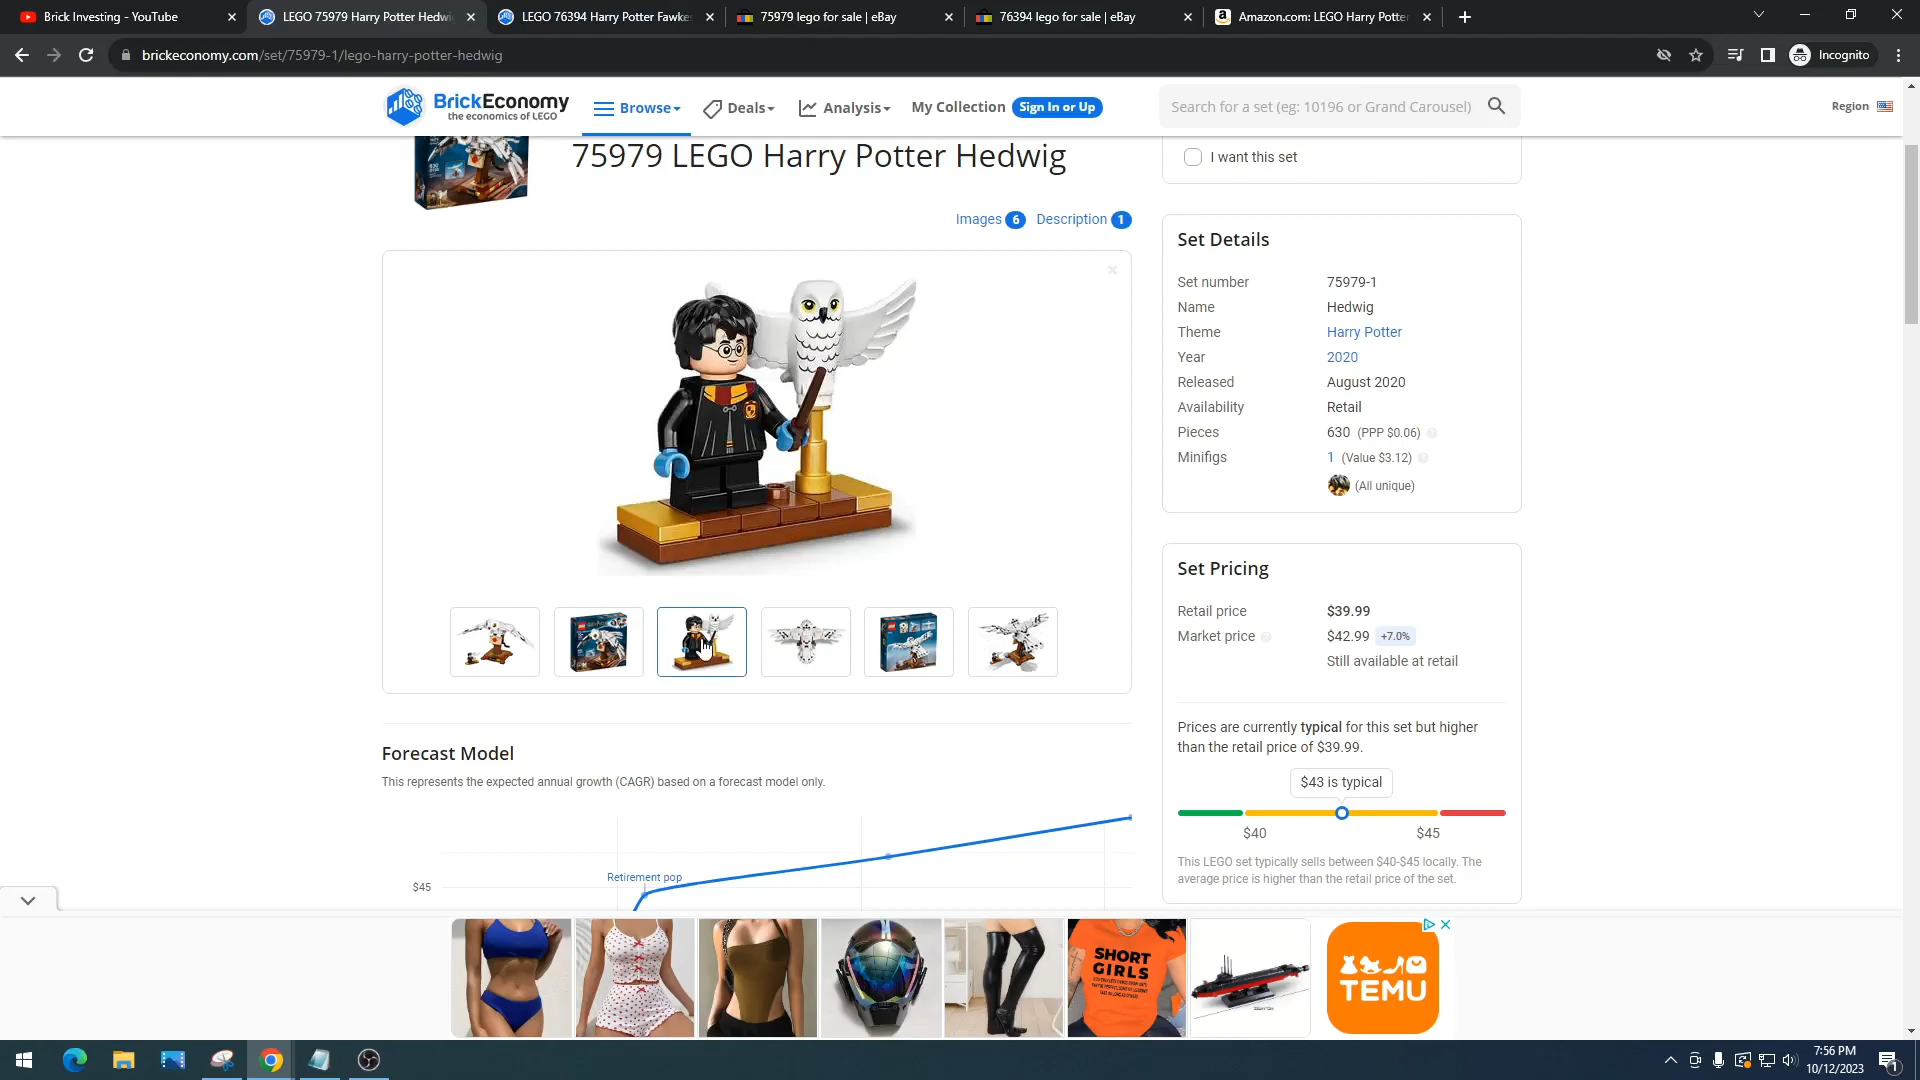 Brick Investing - YouTube
LEGO 75979 Harry Potter Hedwi
LEGO 76394 Harry Potter Fawke
75979 lego for sale | eBay
76394 lego for sale | eBay
Amazon.com: LEGO Harry Potter
brickeconomy.com/set/75979-1/lego-harry-potter-hedwig
Incognito
BrickEconomy
the economics of LEGO
Browse
Deals
Analysis
My Collection
Sign In or Up
Search for a set (eg: 10196 or Grand Carousel)
Region
75979 LEGO Harry Potter Hedwig
I want this set
Images 6
Description 1
Set Details
Set number 75979-1
Name Hedwig
Theme Harry Potter
Year 2020
Released August 2020
Availability Retail
Pieces 630 (PPP $0.06)
Minifigs 1 (Value $3.12)
(All unique)
Set Pricing
Retail price $39.99
Market price $42.99 +7.0%
Still available at retail
Prices are currently typical for this set but higher
than the retail price of $39.99.
$43 is typical
$40 $45
This LEGO set typically sells between $40-$45 locally. The
average price is higher than the retail price of the set.
Forecast Model
This represents the expected annual growth (CAGR) based on a forecast model only.
Retirement pop
$45
SHORT
GIRLS
TEMU
7:56 PM
10/12/2023
1